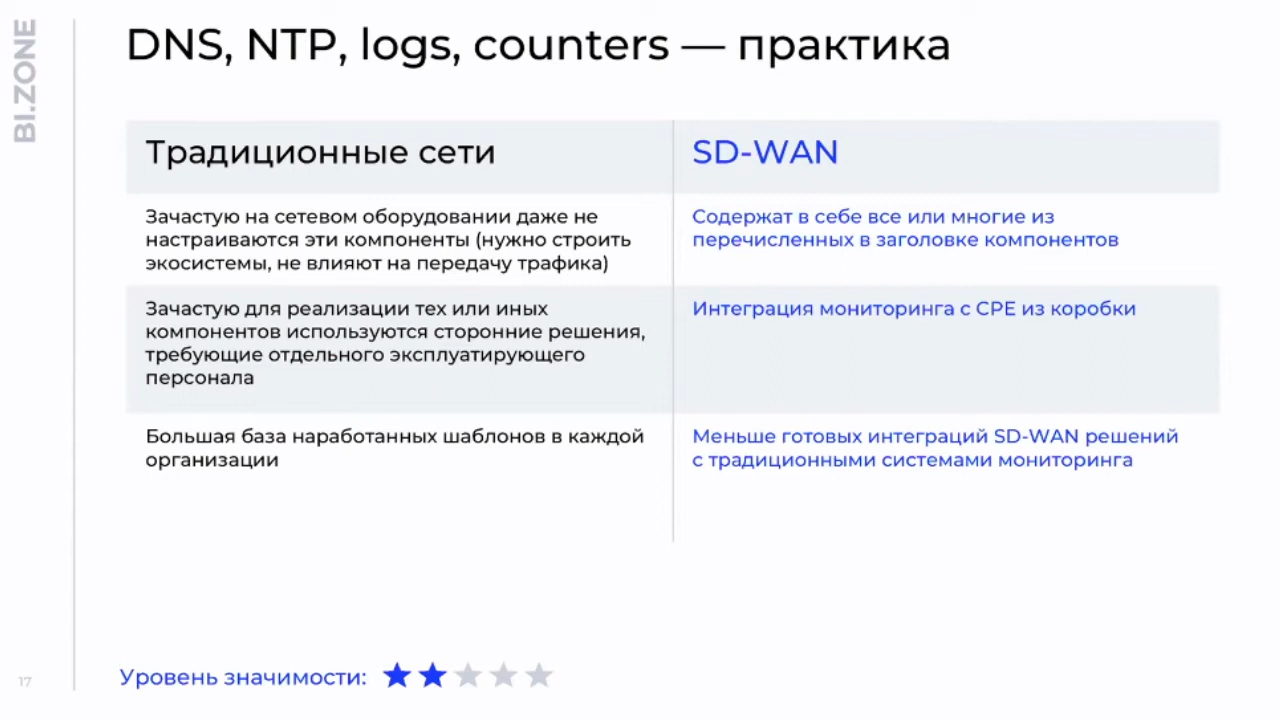 BI.ZONE
DNS, NTP, logs, counters — практика
Традиционные сети
SD-WAN
Зачастую на сетевом оборудовании даже не
настраиваются эти компоненты (нужно строить
экосистемы, не влияют на передачу трафика)
Содержат в себе все или многие из
перечисленных в заголовке компонентов
Зачастую для реализации тех или иных
компонентов используются сторонние решения,
требующие отдельного эксплуатирующего
персонала
Интеграция мониторинга с CPE из коробки
Большая база наработанных шаблонов в каждой
организации
Меньше готовых интеграций SD-WAN решений
с традиционными системами мониторинга
Уровень значимости:
17